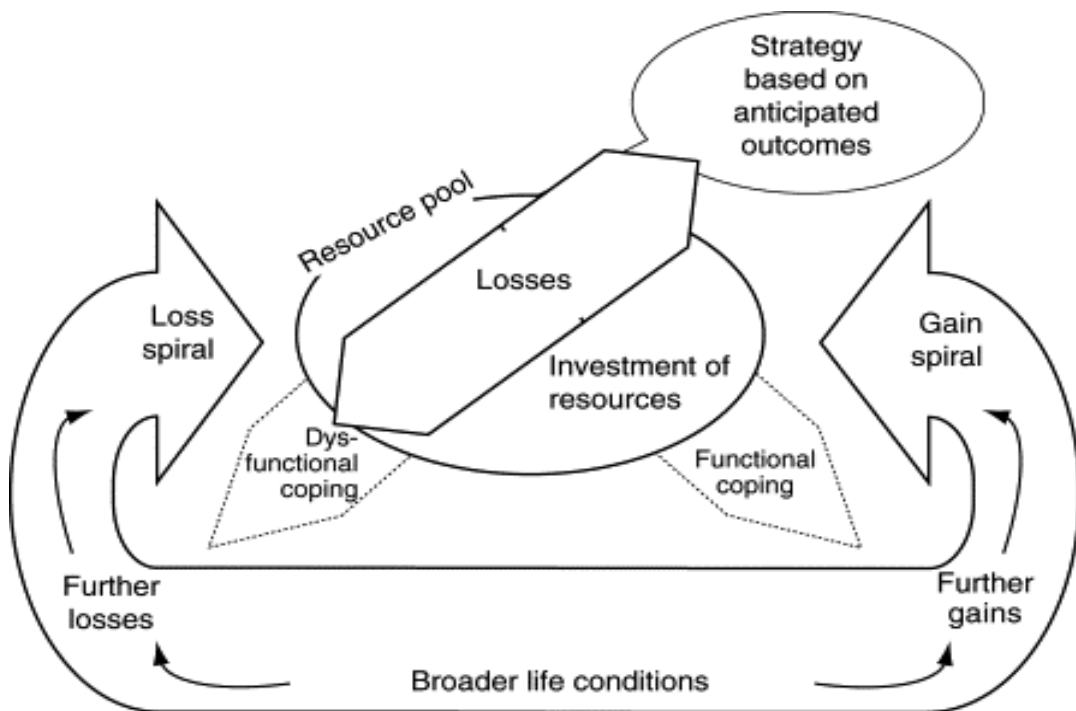 Strategy
based on
anticipated
outcomes
Resource pool
Losses
Loss
spiral
Gain
spiral
Investment of
resources
Dys-
functional
coping
Functional
coping
Further
losses
Further
gains
Broader life conditions